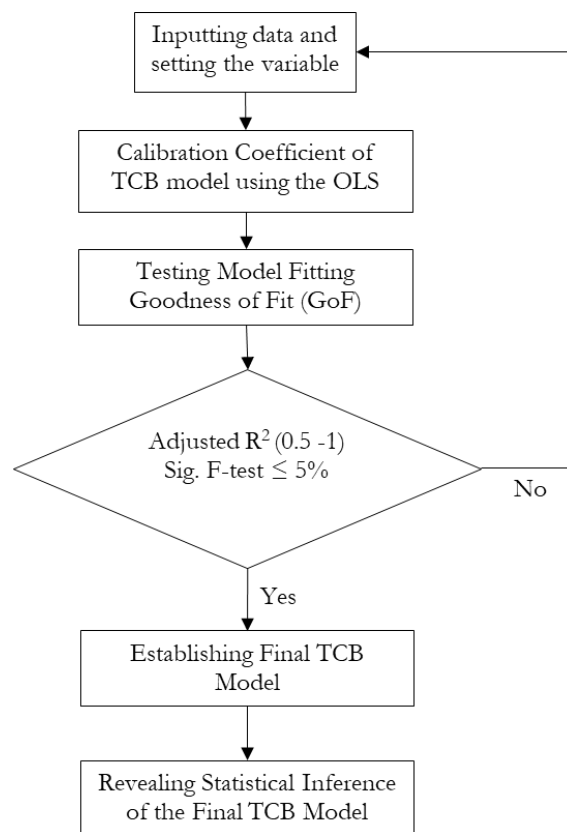 Inputting data and
setting the variable
Calibration Coefficient of
TCB model using the OLS
Testing Model Fitting
Goodness of Fit (GoF)
Adjusted R² (0.5 -1)
Sig. F-test ≤ 5%
No
Yes
Establishing Final TCB
Model
Revealing Statistical Inference
of the Final TCB Model